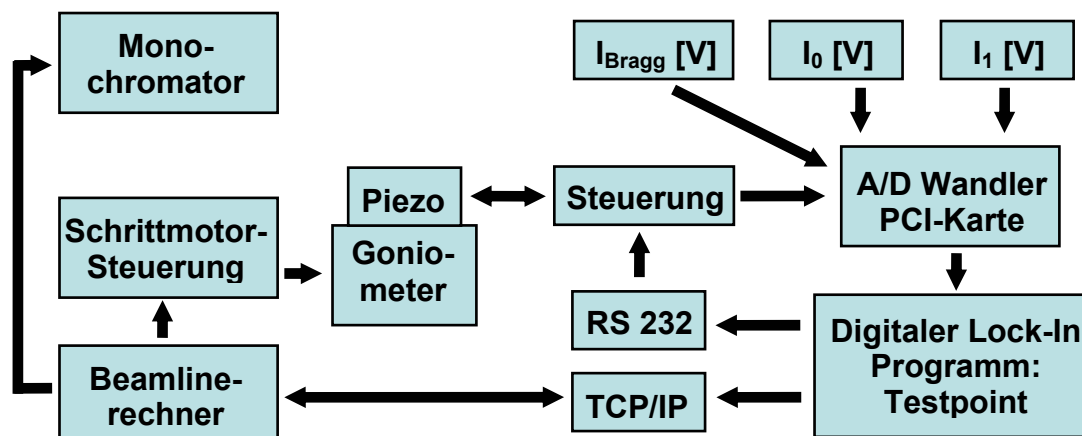 Mono-
chromator
I_Bragg [V]
I_0 [V]
I_1 [V]
Schrittmotor-
Steuerung
Piezo
Gonio-
meter
Steuerung
A/D Wandler
PCI-Karte
RS 232
Digitaler Lock-In
Programm:
Testpoint
Beamline-
rechner
TCP/IP